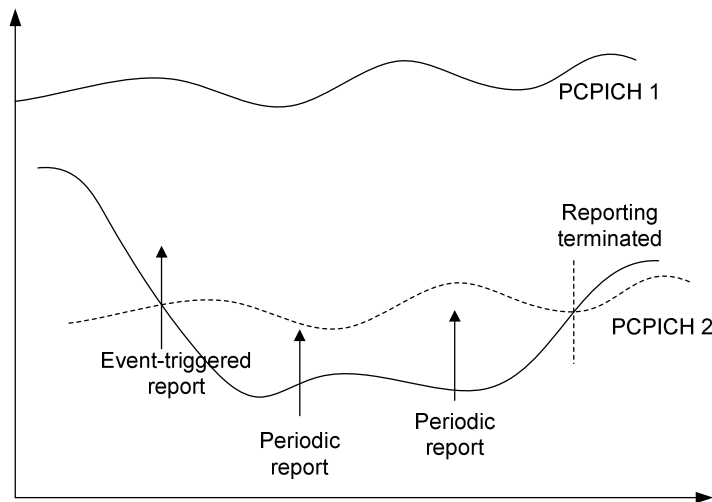 PCPICH 1
Reporting
terminated
PCPICH 2
Event-triggered
report
Periodic
report
Periodic
report